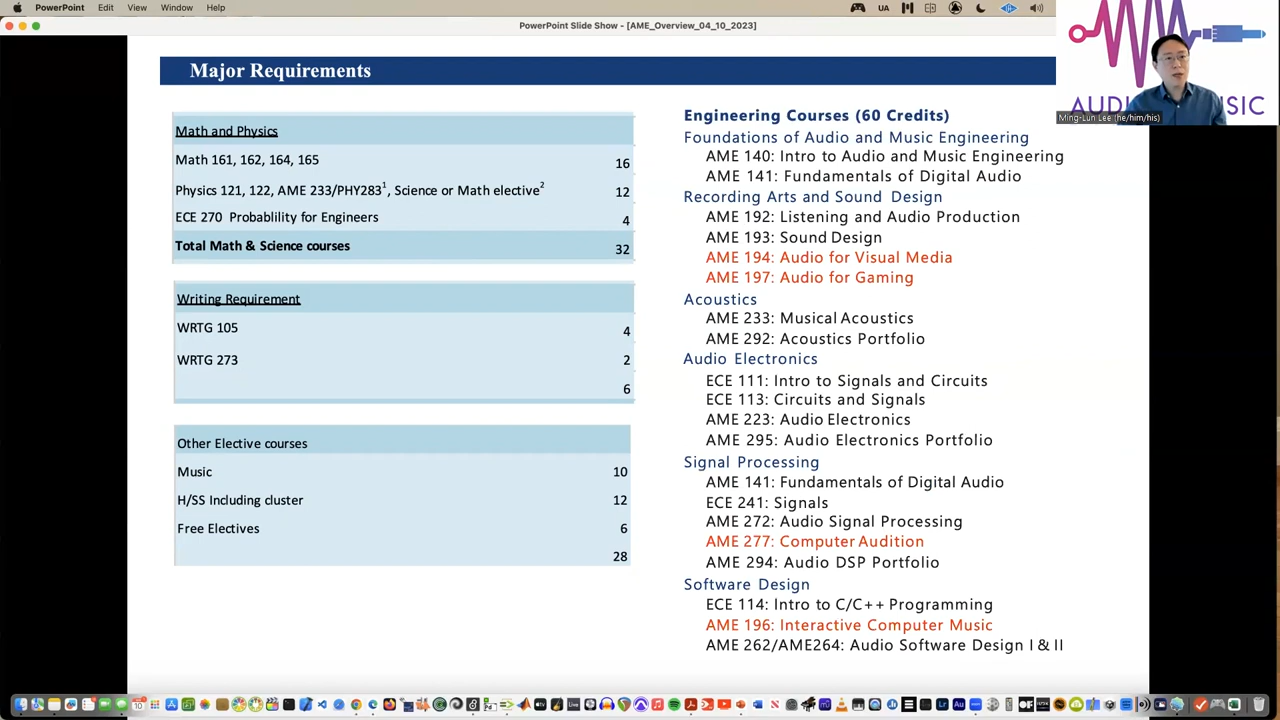 PowerPoint Edit View Window Help
UA
PowerPoint Slide Show - [AME_Overview_04_10_2023]
Major Requirements
Math and Physics
Math 161, 162, 164, 165 16
Physics 121, 122, AME 233/PHY283¹, Science or Math elective² 12
ECE 270 Probablility for Engineers 4
Total Math & Science courses 32
Writing Requirement
WRTG 105 4
WRTG 273 2
6
Other Elective courses
Music 10
H/SS Including cluster 12
Free Electives 6
28
Engineering Courses (60 Credits)
Foundations of Audio and Music Engineering
AME 140: Intro to Audio and Music Engineering
AME 141: Fundamentals of Digital Audio
Recording Arts and Sound Design
AME 192: Listening and Audio Production
AME 193: Sound Design
AME 194: Audio for Visual Media
AME 197: Audio for Gaming
Acoustics
AME 233: Musical Acoustics
AME 292: Acoustics Portfolio
Audio Electronics
ECE 111: Intro to Signals and Circuits
ECE 113: Circuits and Signals
AME 223: Audio Electronics
AME 295: Audio Electronics Portfolio
Signal Processing
AME 141: Fundamentals of Digital Audio
ECE 241: Signals
AME 272: Audio Signal Processing
AME 277: Computer Audition
AME 294: Audio DSP Portfolio
Software Design
ECE 114: Intro to C/C++ Programming
AME 196: Interactive Computer Music
AME 262/AME264: Audio Software Design I & II
Ming-Lun Lee (he/him/his)